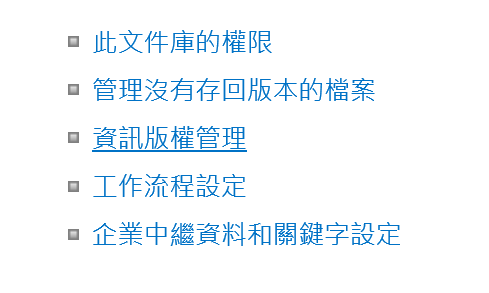 此文件庫的權限
管理沒有存回版本的檔案
資訊版權管理
工作流程設定
企業中繼資料和關鍵字設定